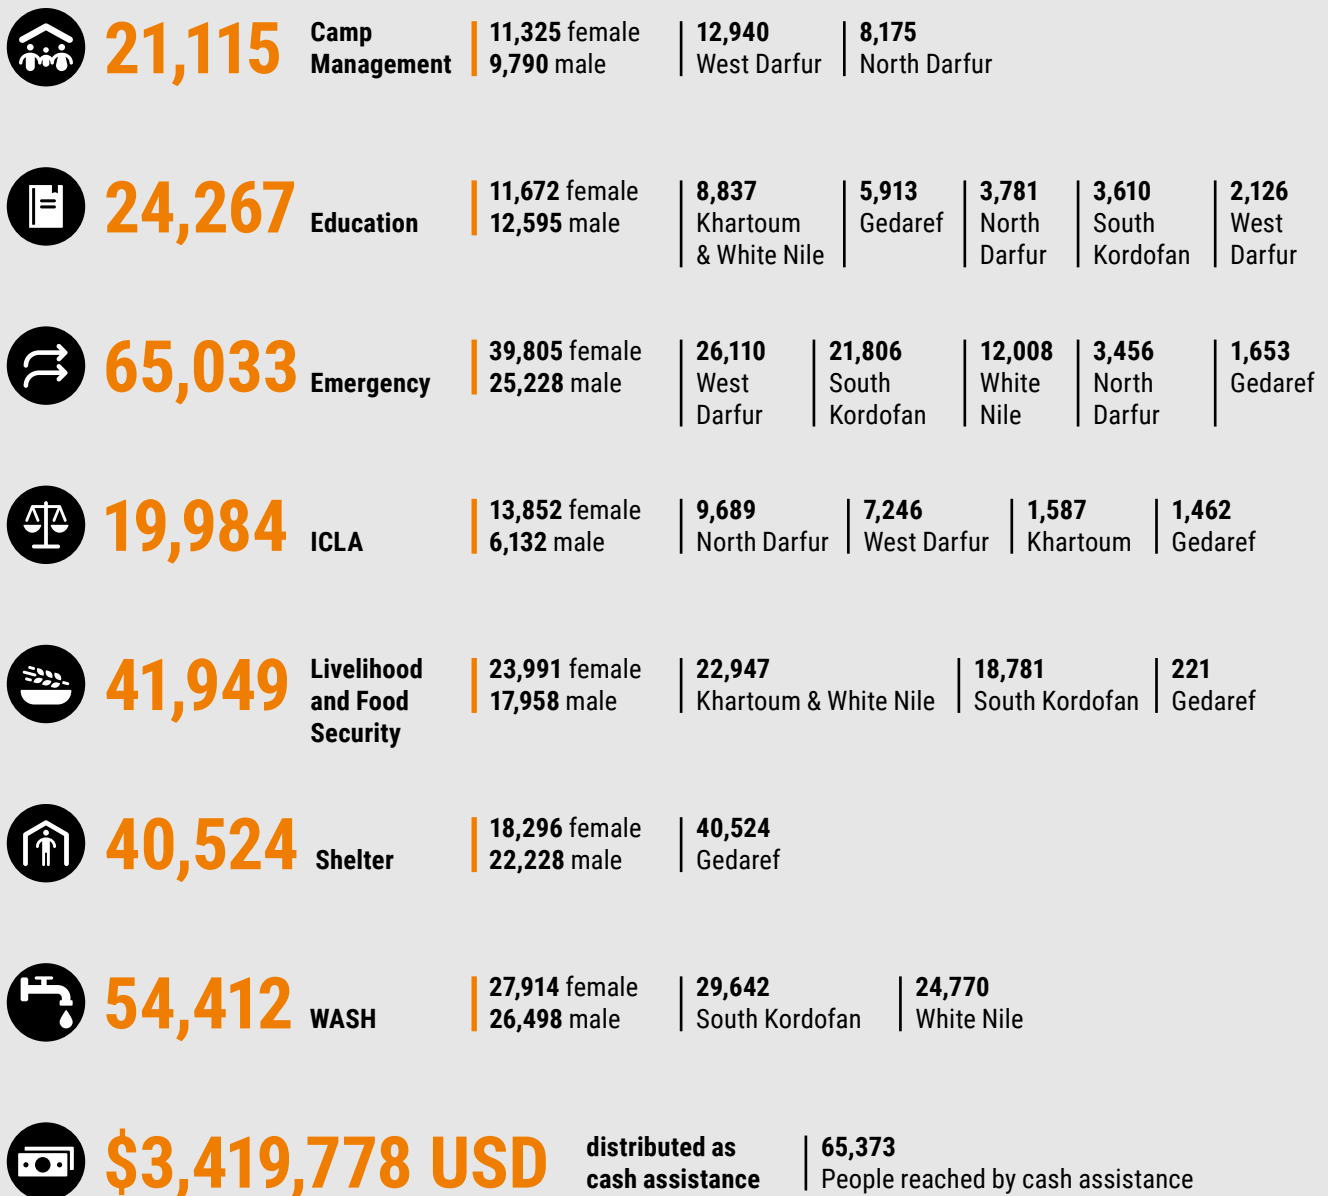 21,115
Camp
Management
11,325 female
9,790 male
12,940
West Darfur
8,175
North Darfur
24,267
Education
11,672 female
12,595 male
8,837
Khartoum
& White Nile
5,913
Gedaref
3,781
North
Darfur
3,610
South
Kordofan
2,126
West
Darfur
65,033
Emergency
39,805 female
25,228 male
26,110
West
Darfur
21,806
South
Kordofan
12,008
White
Nile
3,456
North
Darfur
1,653
Gedaref
19,984
ICLA
13,852 female
6,132 male
9,689
North Darfur
7,246
West Darfur
1,587
Khartoum
1,462
Gedaref
41,949
Livelihood
and Food
Security
23,991 female
17,958 male
22,947
Khartoum & White Nile
18,781
South Kordofan
221
Gedaref
40,524
Shelter
18,296 female
22,228 male
40,524
Gedaref
54,412
WASH
27,914 female
26,498 male
29,642
South Kordofan
24,770
White Nile
$3,419,778 USD
distributed as
cash assistance
65,373
People reached by cash assistance